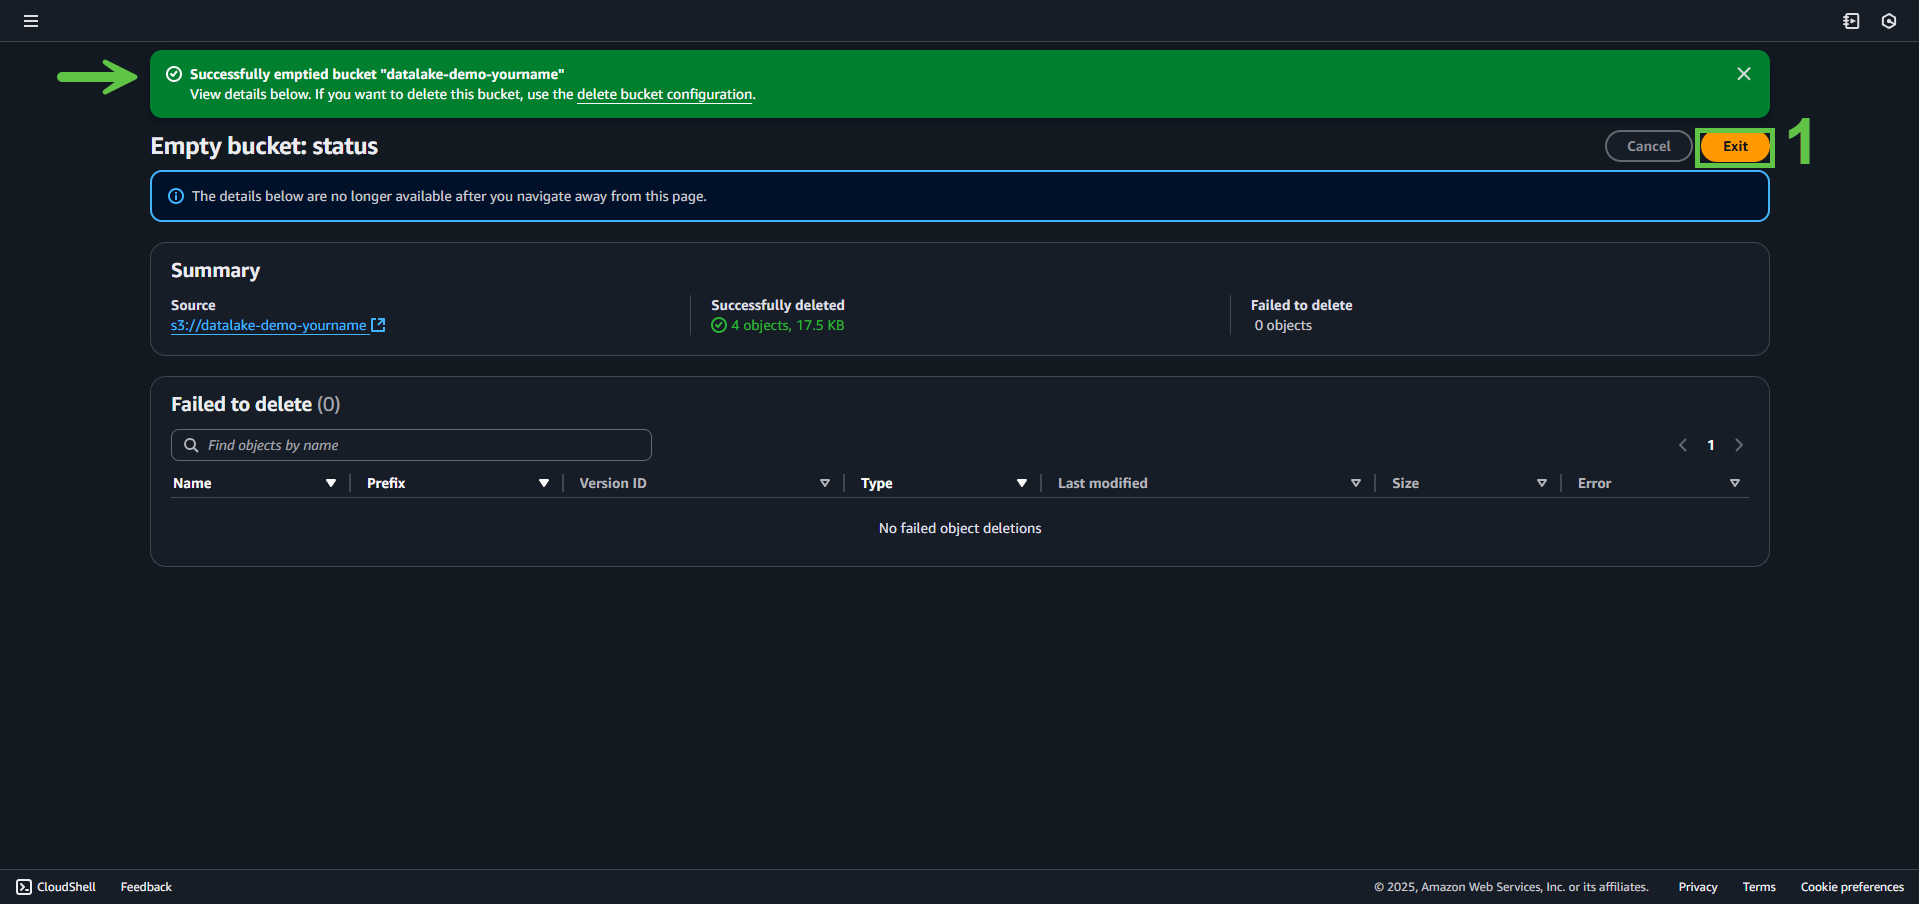 Successfully emptied bucket "datalake-demo-yourname"
View details below. If you want to delete this bucket, use the delete bucket configuration.
Empty bucket: status
Cancel
Exit
1
The details below are no longer available after you navigate away from this page.
Summary
Source
s3://datalake-demo-yourname
Successfully deleted
4 objects, 17.5 KB
Failed to delete
0 objects
Failed to delete (0)
Find objects by name
1
Name Prefix Version ID Type Last modified Size Error
No failed object deletions
CloudShell Feedback © 2025, Amazon Web Services, Inc. or its affiliates. Privacy Terms Cookie preferences